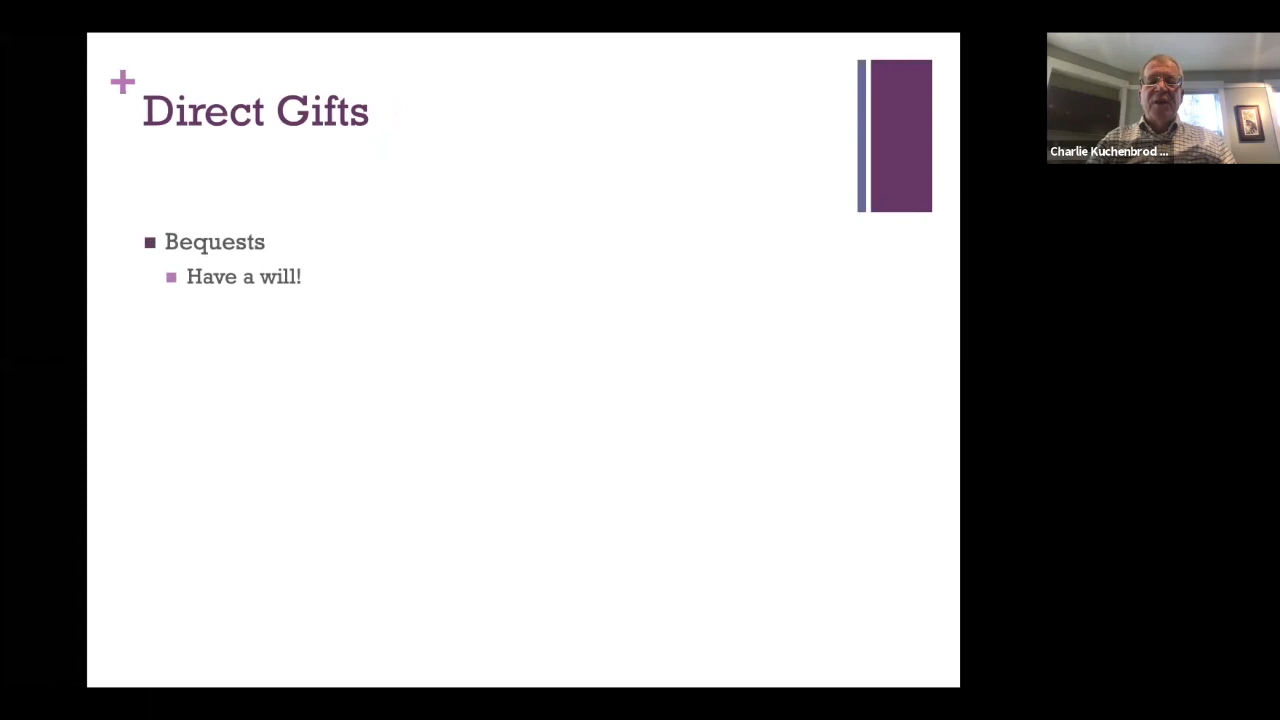 +
Direct Gifts
Bequests
Have a will!
Charlie Kuchenbrod ...